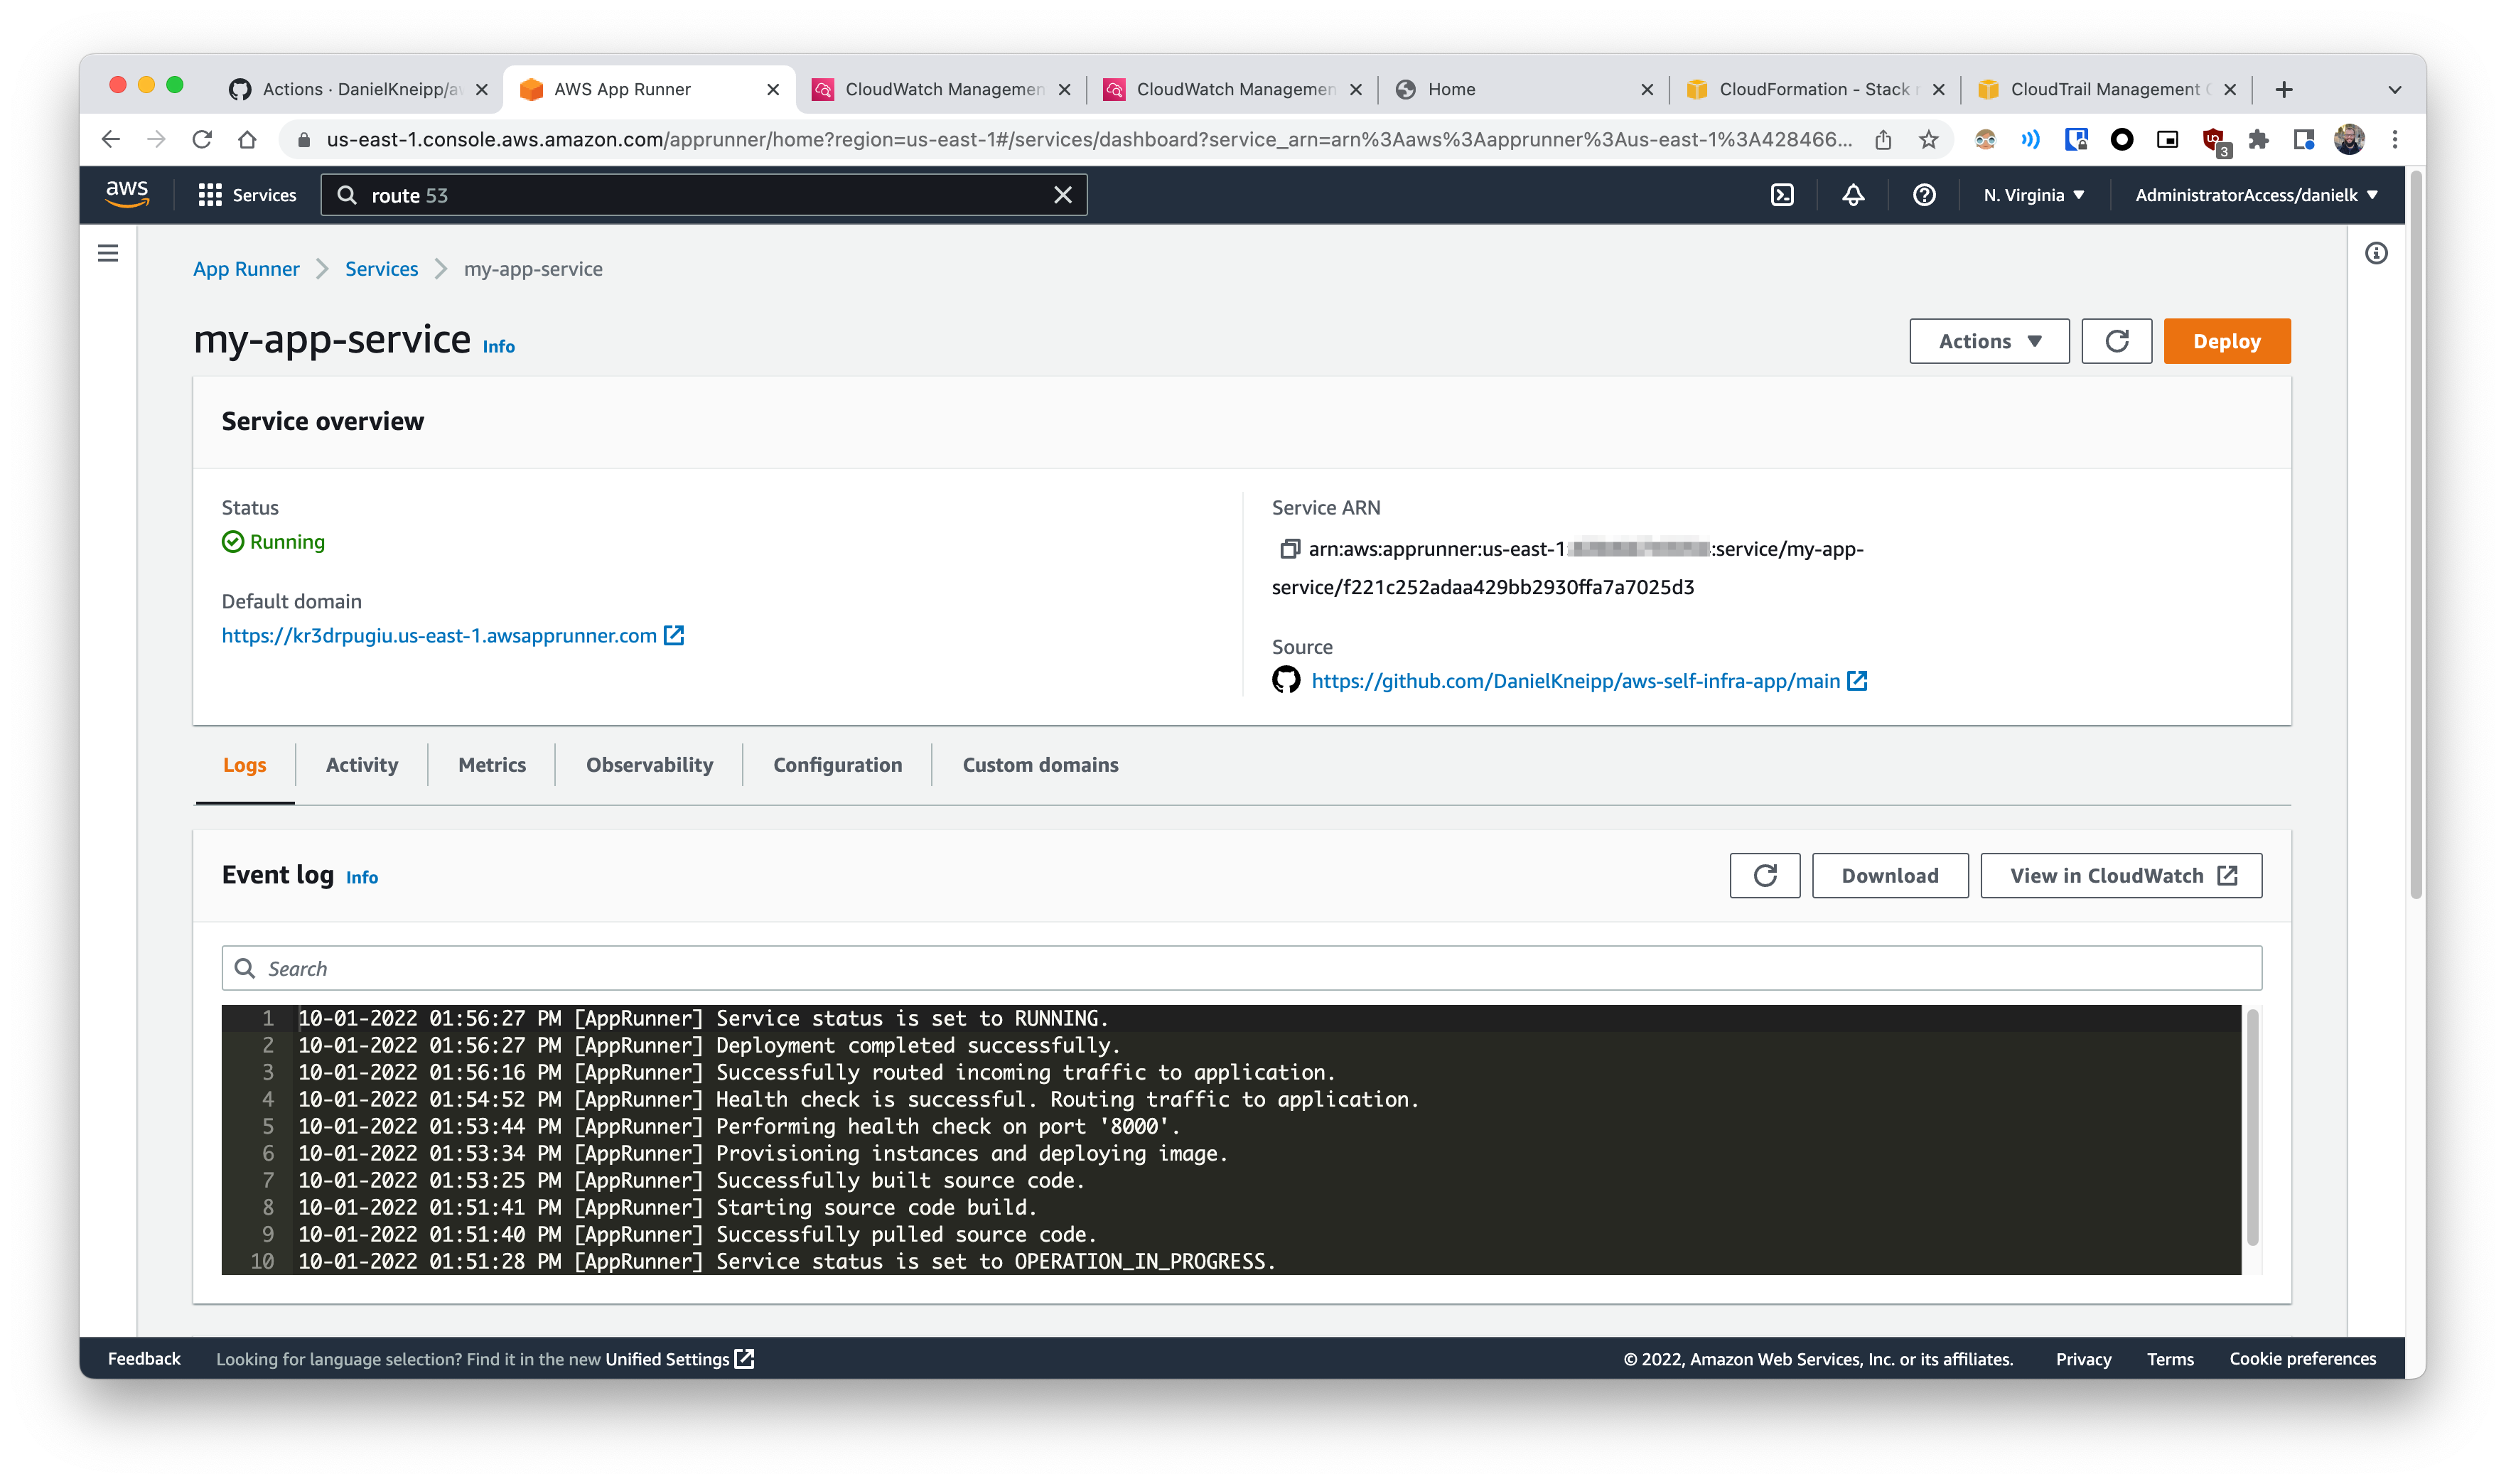 Actions · DanielKneipp/aw
AWS App Runner
CloudWatch Managemen
CloudWatch Managemen
Home
CloudFormation - Stack
CloudTrail Management
us-east-1.console.aws.amazon.com/apprunner/home?region=us-east-1#/services/dashboard?service_arn=arn%3Aaws%3Aapprunner%3Aus-east-1%3A428466...
3
aws
Services
route 53
N. Virginia
AdministratorAccess/danielk
App Runner
Services
my-app-service
my-app-service Info
Actions
Deploy
Service overview
Status
Running
Default domain
https://kr3drpugiu.us-east-1.awsapprunner.com
Service ARN
arn:aws:apprunner:us-east-1 :service/my-app-
service/f221c252adaa429bb2930ffa7a7025d3
Source
https://github.com/DanielKneipp/aws-self-infra-app/main
Logs
Activity
Metrics
Observability
Configuration
Custom domains
Event log Info
Download
View in CloudWatch
Search
1 10-01-2022 01:56:27 PM [AppRunner] Service status is set to RUNNING.
2 10-01-2022 01:56:27 PM [AppRunner] Deployment completed successfully.
3 10-01-2022 01:56:16 PM [AppRunner] Successfully routed incoming traffic to application.
4 10-01-2022 01:54:52 PM [AppRunner] Health check is successful. Routing traffic to application.
5 10-01-2022 01:53:44 PM [AppRunner] Performing health check on port '8000'.
6 10-01-2022 01:53:34 PM [AppRunner] Provisioning instances and deploying image.
7 10-01-2022 01:53:25 PM [AppRunner] Successfully built source code.
8 10-01-2022 01:51:41 PM [AppRunner] Starting source code build.
9 10-01-2022 01:51:40 PM [AppRunner] Successfully pulled source code.
10 10-01-2022 01:51:28 PM [AppRunner] Service status is set to OPERATION_IN_PROGRESS.
Feedback
Looking for language selection? Find it in the new Unified Settings
© 2022, Amazon Web Services, Inc. or its affiliates.
Privacy
Terms
Cookie preferences